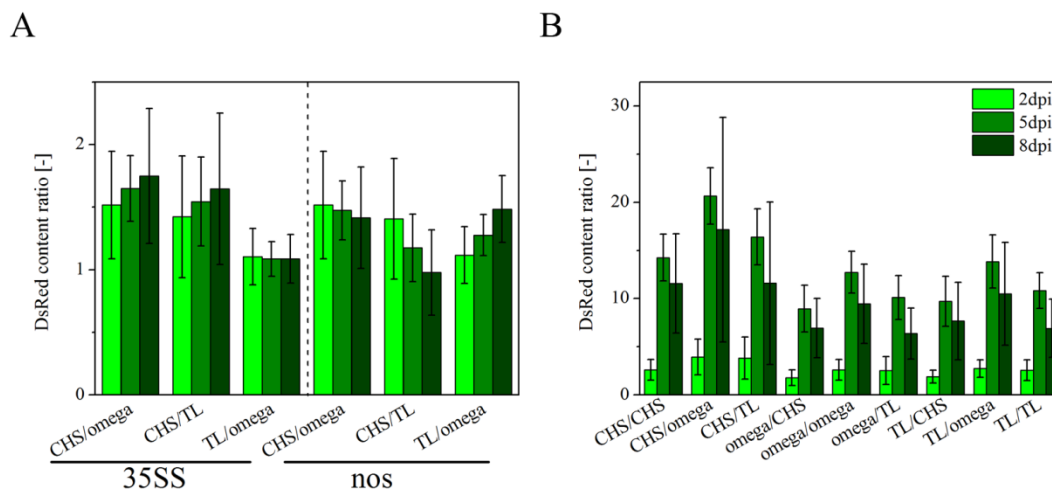 A
B
DsRed content ratio [-]
2
1
0
CHS/omega
CHS/TL
TL/omega
CHS/omega
CHS/TL
TL/omega
35SS
nos
DsRed content ratio [-]
30
20
10
0
2dpi
5dpi
8dpi
CHS/CHS
CHS/omega
CHS/TL
omega/CHS
omega/omega
omega/TL
TL/CHS
TL/omega
TL/TL